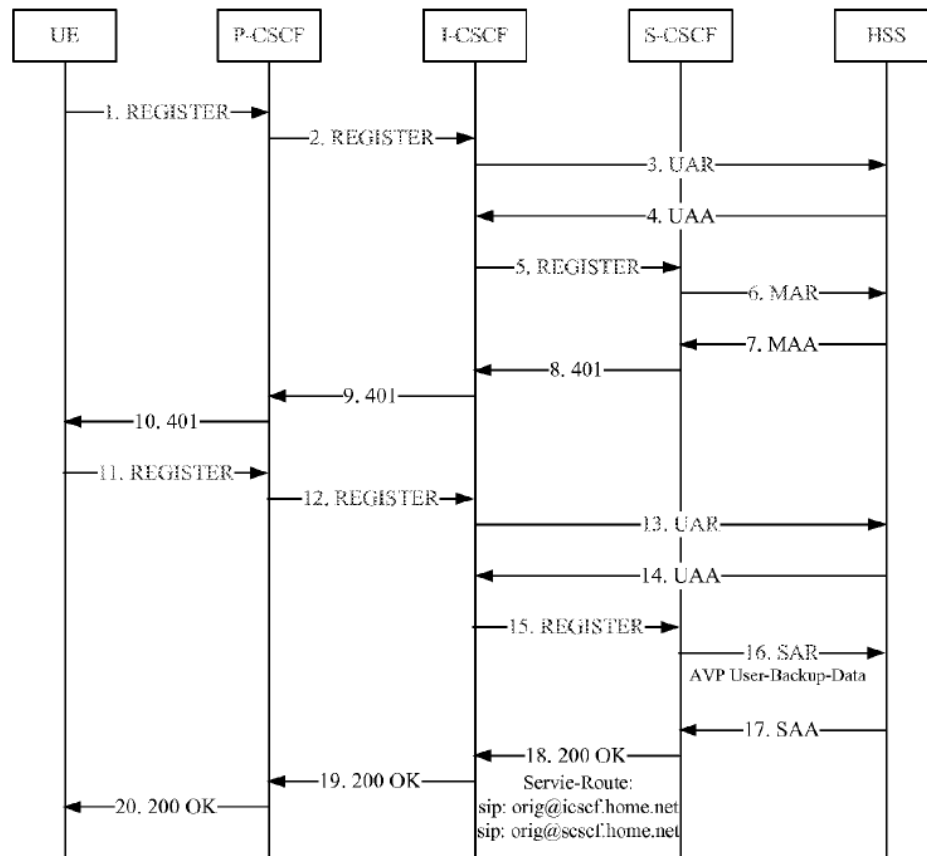 UE P-CSCF I-CSCF S-CSCF HSS
1. REGISTER
2. REGISTER
3. UAR
4. UAA
5. REGISTER
6. MAR
7. MAA
8. 401
9. 401
10. 401
11. REGISTER
12. REGISTER
13. UAR
14. UAA
15. REGISTER
16. SAR
AVP User-Backup-Data
17. SAA
18. 200 OK
19. 200 OK
Servie-Route:
20. 200 OK
sip: orig@icscf.home.net
sip: orig@scscf.home.net